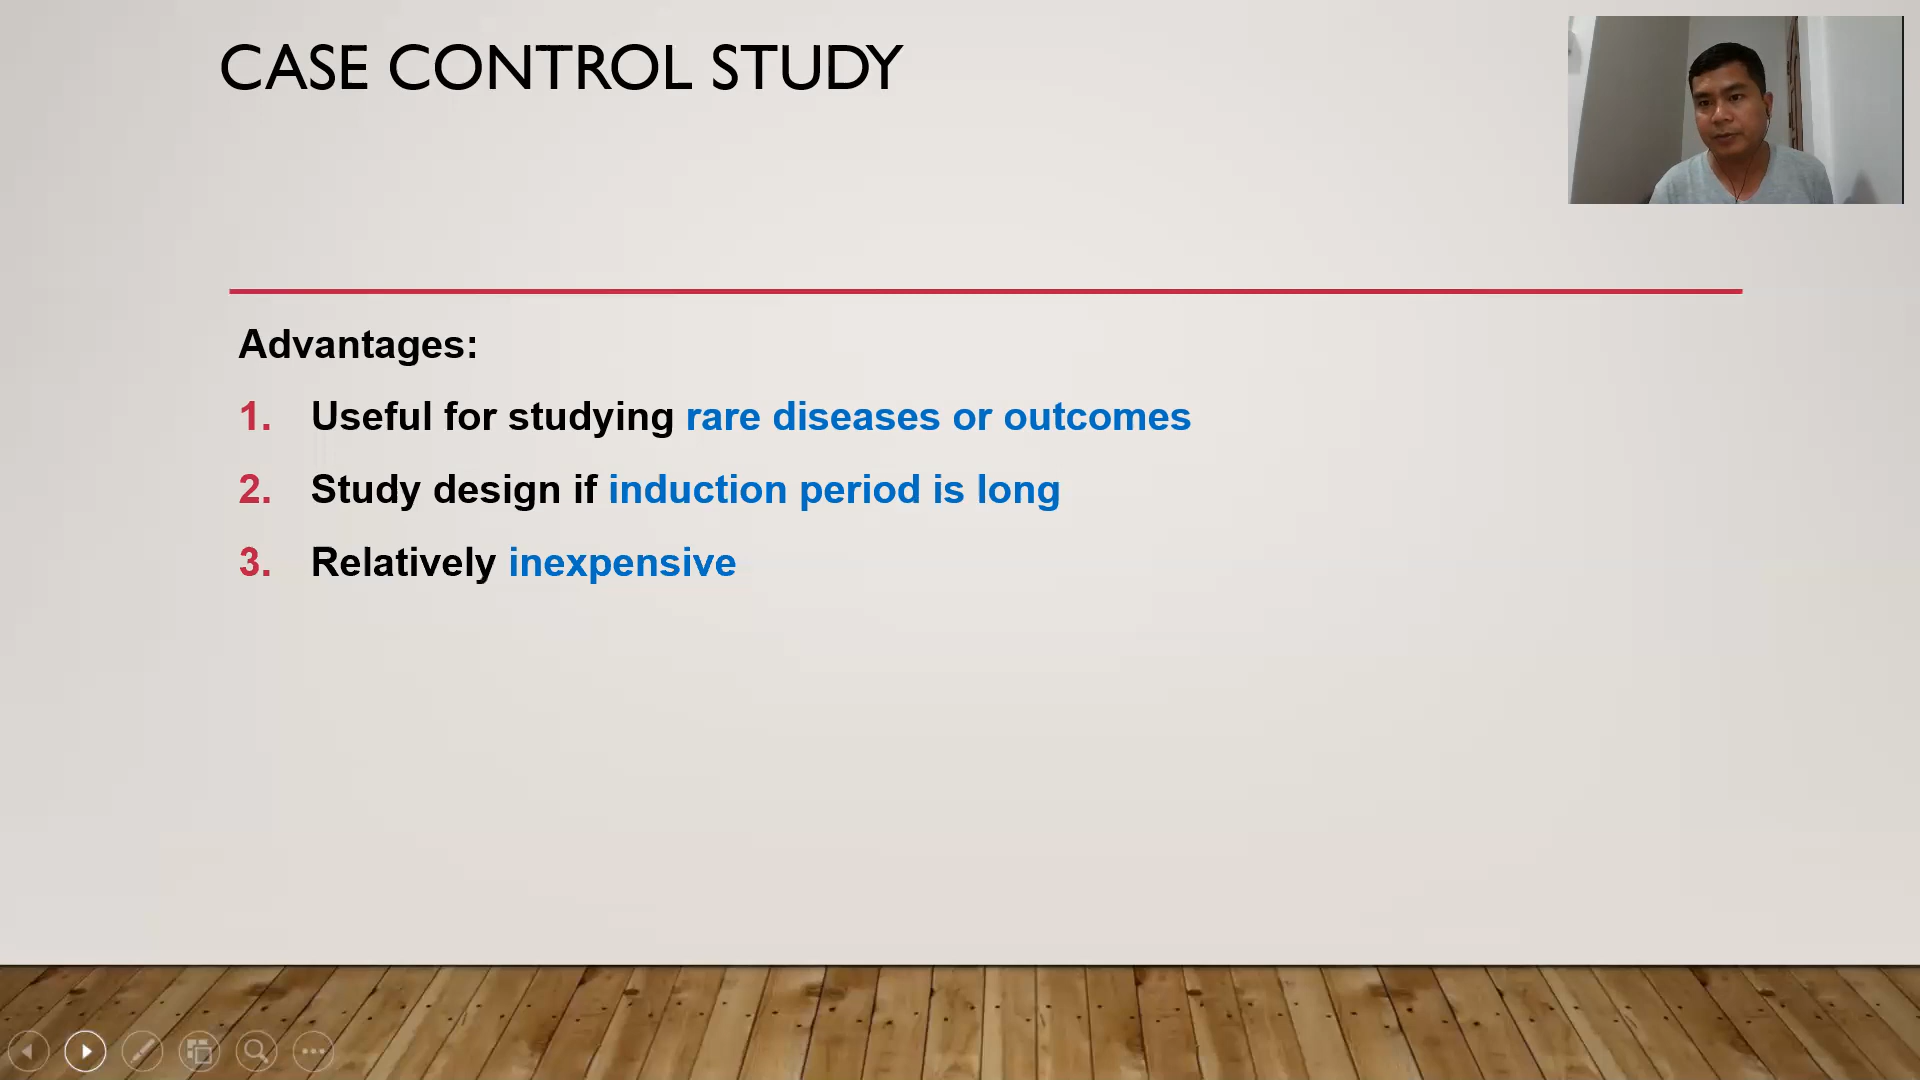 CASE CONTROL STUDY
Advantages:
1. Useful for studying rare diseases or outcomes
2. Study design if induction period is long
3. Relatively inexpensive